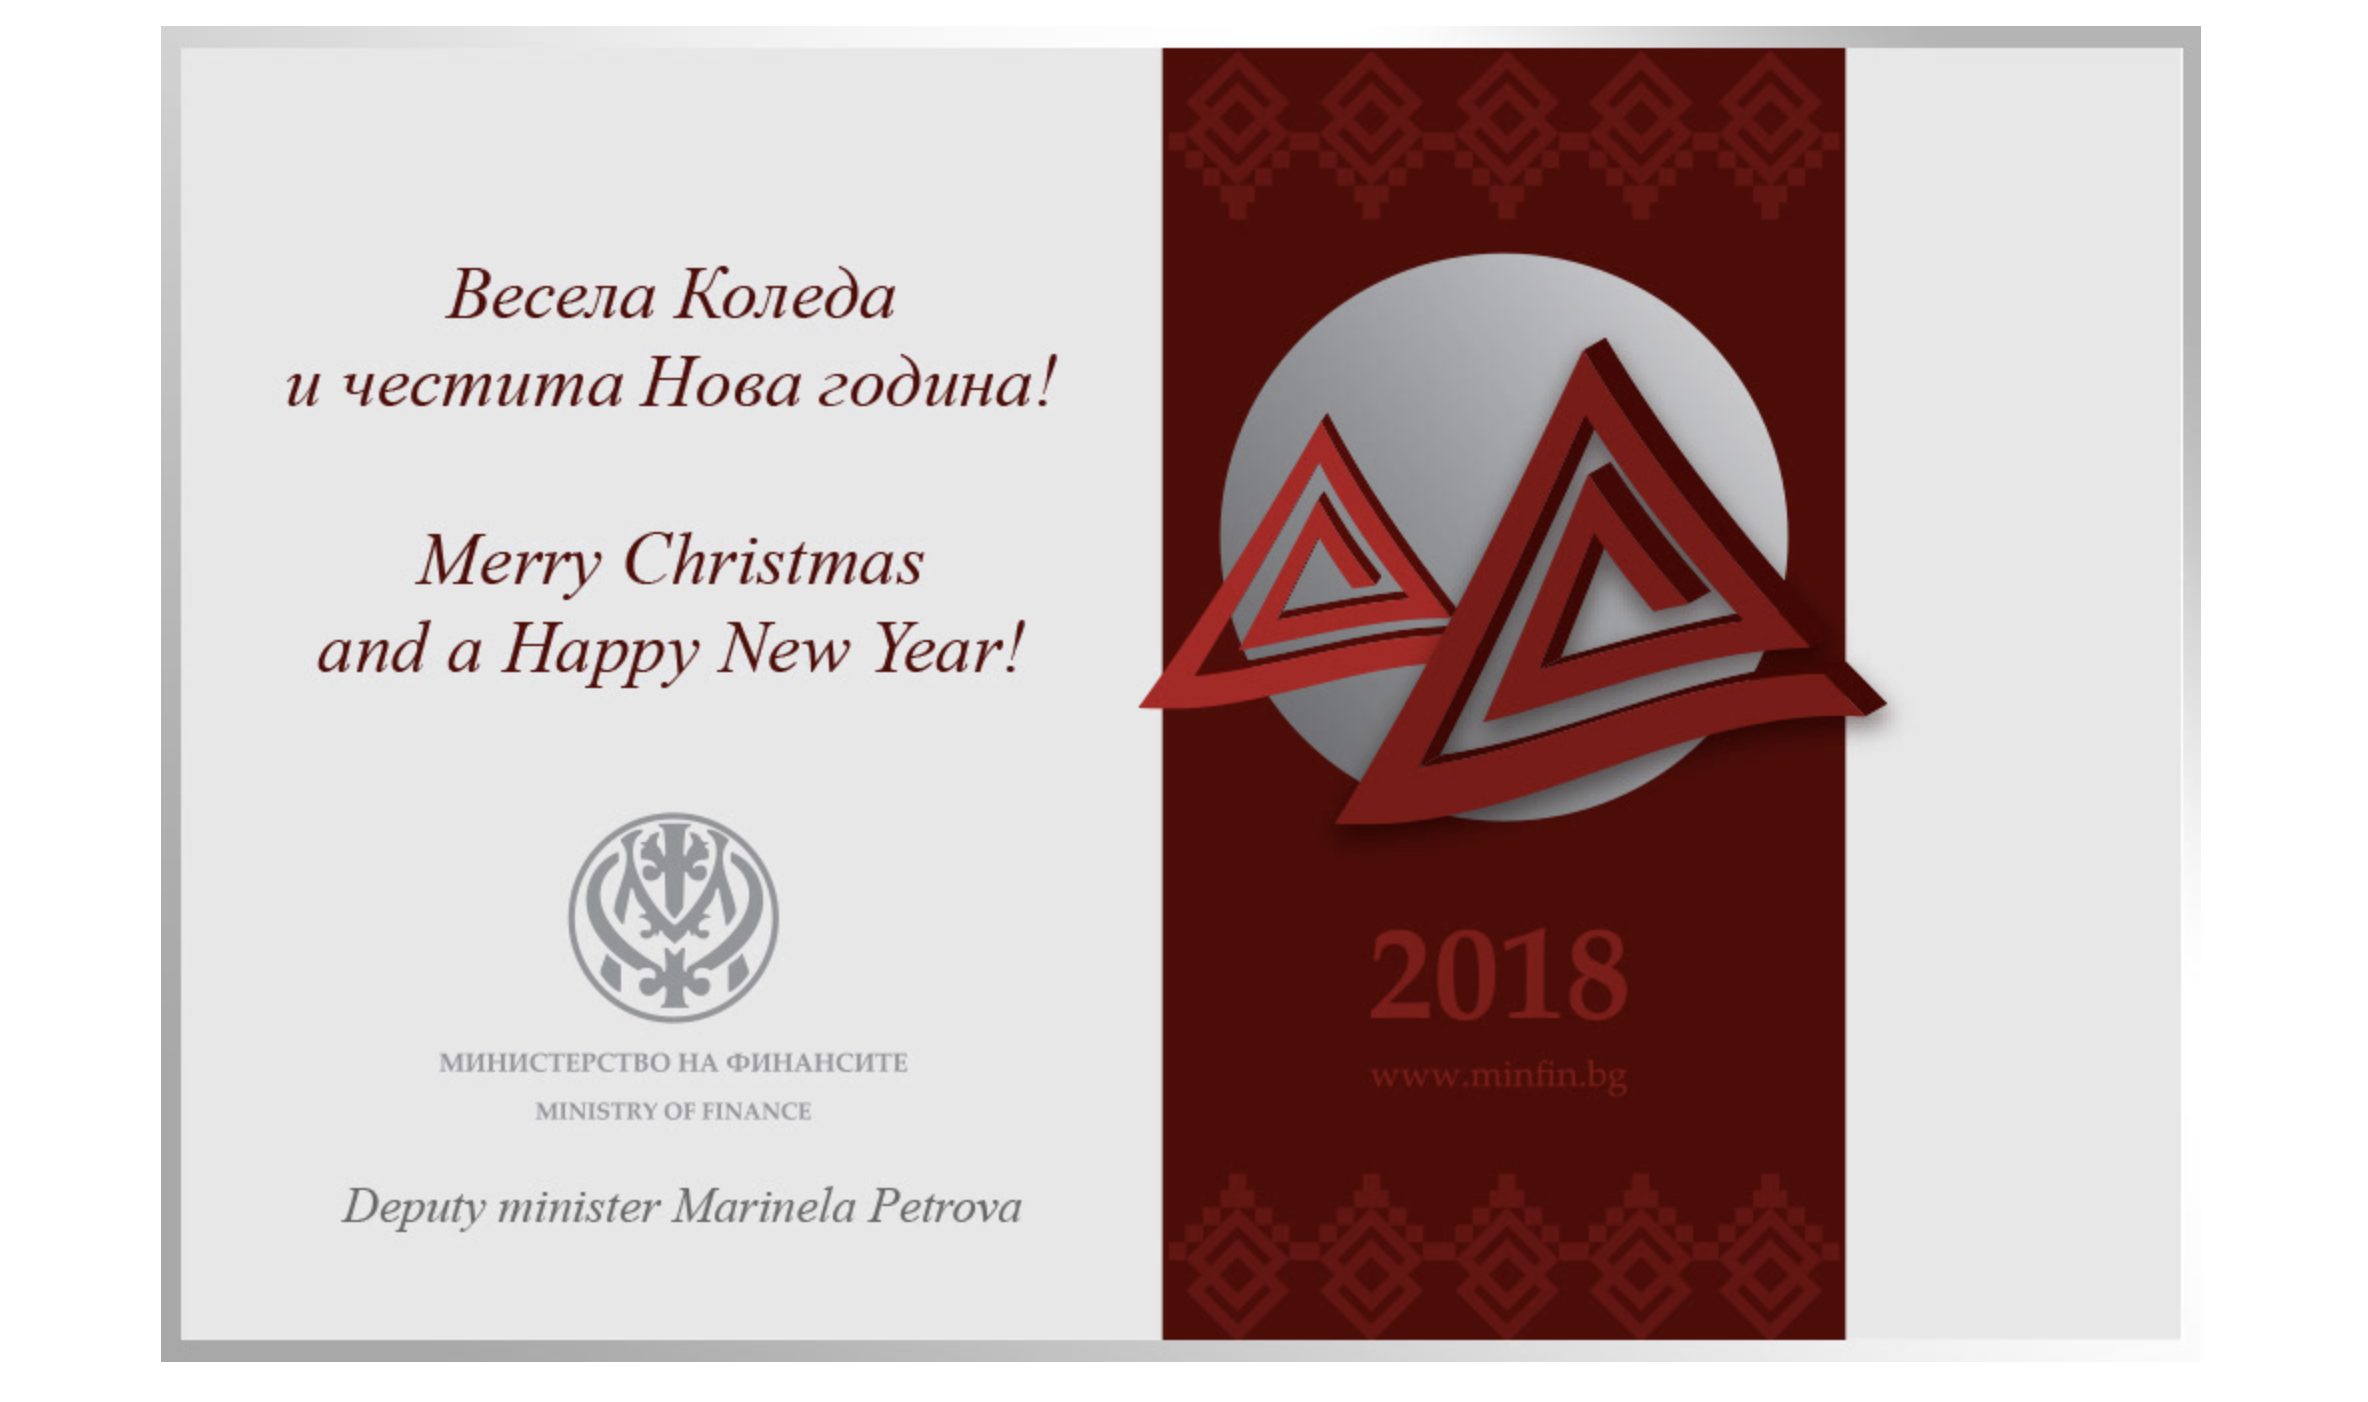 Весела Коледа
и честита Нова година!
Merry Christmas
and a Happy New Year!
МИНИСТЕРСТВО НА ФИНАНСИТЕ
MINISTRY OF FINANCE
Deputy minister Marinela Petrova
2018
www.minfin.bg